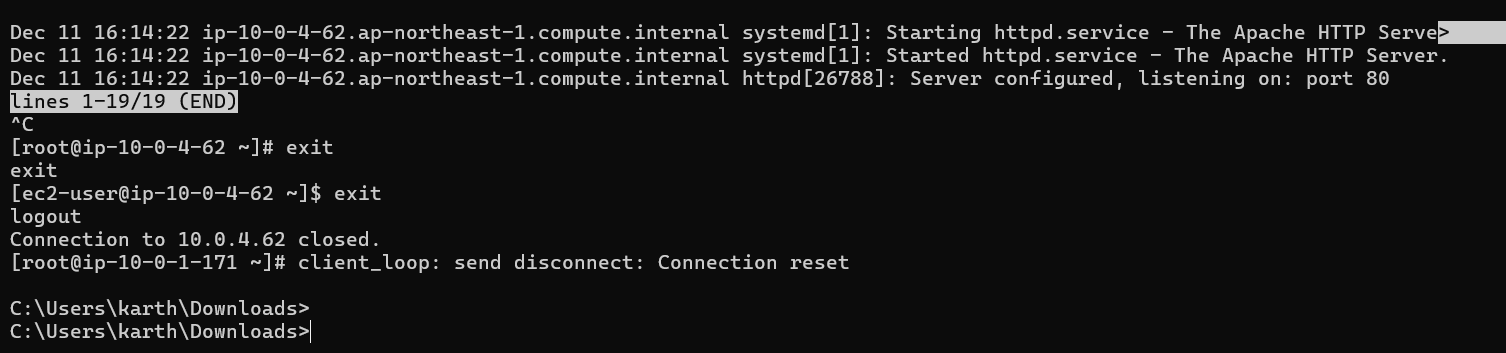 Dec 11 16:14:22 ip-10-0-4-62.ap-northeast-1.compute.internal systemd[1]: Starting httpd.service - The Apache HTTP Serve>
Dec 11 16:14:22 ip-10-0-4-62.ap-northeast-1.compute.internal systemd[1]: Started httpd.service - The Apache HTTP Server.
Dec 11 16:14:22 ip-10-0-4-62.ap-northeast-1.compute.internal httpd[26788]: Server configured, listening on: port 80
lines 1-19/19 (END)
^C
[root@ip-10-0-4-62 ~]# exit
exit
[ec2-user@ip-10-0-4-62 ~]$ exit
logout
Connection to 10.0.4.62 closed.
[root@ip-10-0-1-171 ~]# client_loop: send disconnect: Connection reset
C:\Users\karth\Downloads>
C:\Users\karth\Downloads>